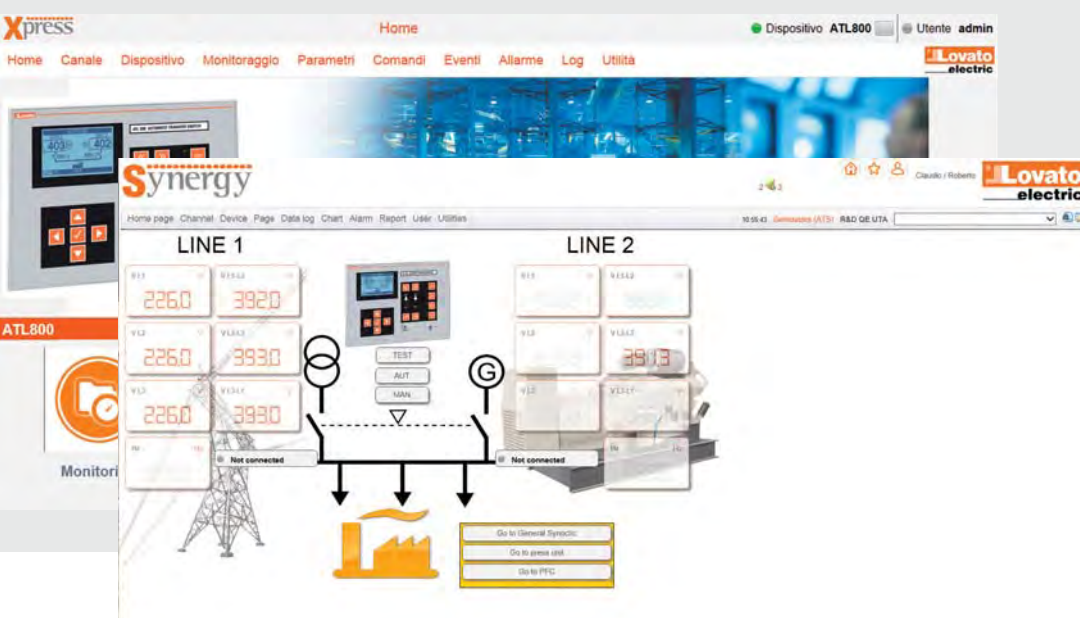 Xpress
Home
Dispositivo ATL800
Utente admin
Home Canale Dispositivo Monitoraggio Parametri Comandi Eventi Allarme Log Utilità
Lovato electric
Synergy
Claudio / Roberto
Lovato electric
Home page Channel Device Page Data log Chart Alarm Report User Utilities
R&D QE UTA
LINE 1
LINE 2
V L1
226,0
392,0
V L2
226,0
393,0
V L3
226,0
393,0
391,3
TEST
AUT
MAN
G
Not connected
Not connected
ATL800
Monitori
Go to General Synoptic
Go to press unit
Go to PFC